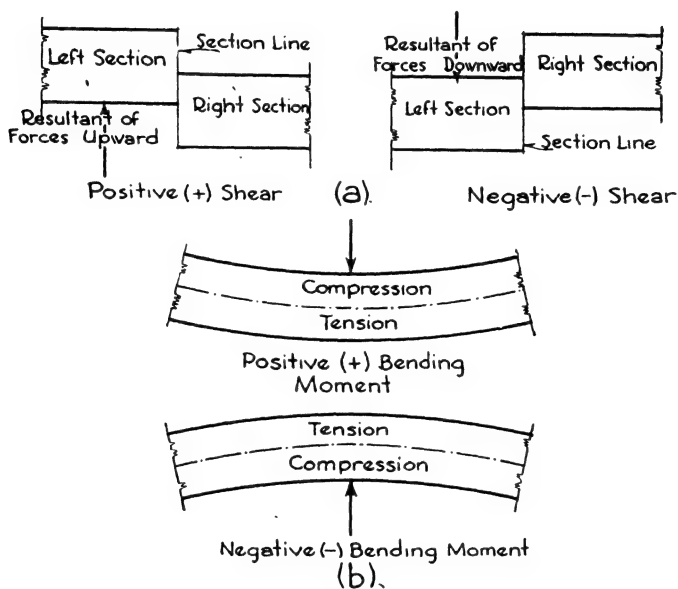 Left Section
Section Line
Right Section
Resultant of
Forces Upward
Positive (+) Shear
(a).
Resultant of
Forces Downward
Right Section
Left Section
Section Line
Negative (-) Shear
Compression
Tension
Positive (+) Bending
Moment
Tension
Compression
Negative (-) Bending Moment
(b).